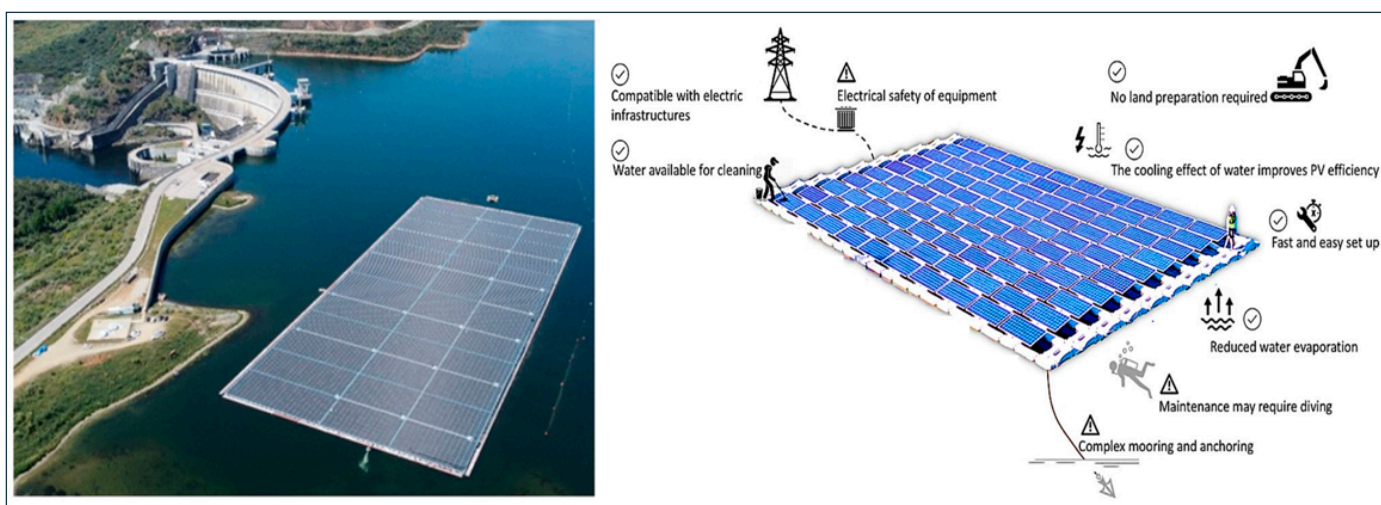 Compatible with electric
infrastructures
Electrical safety of equipment
No land preparation required
Water available for cleaning
The cooling effect of water improves PV efficiency
Fast and easy set up
Reduced water evaporation
Maintenance may require diving
Complex mooring and anchoring